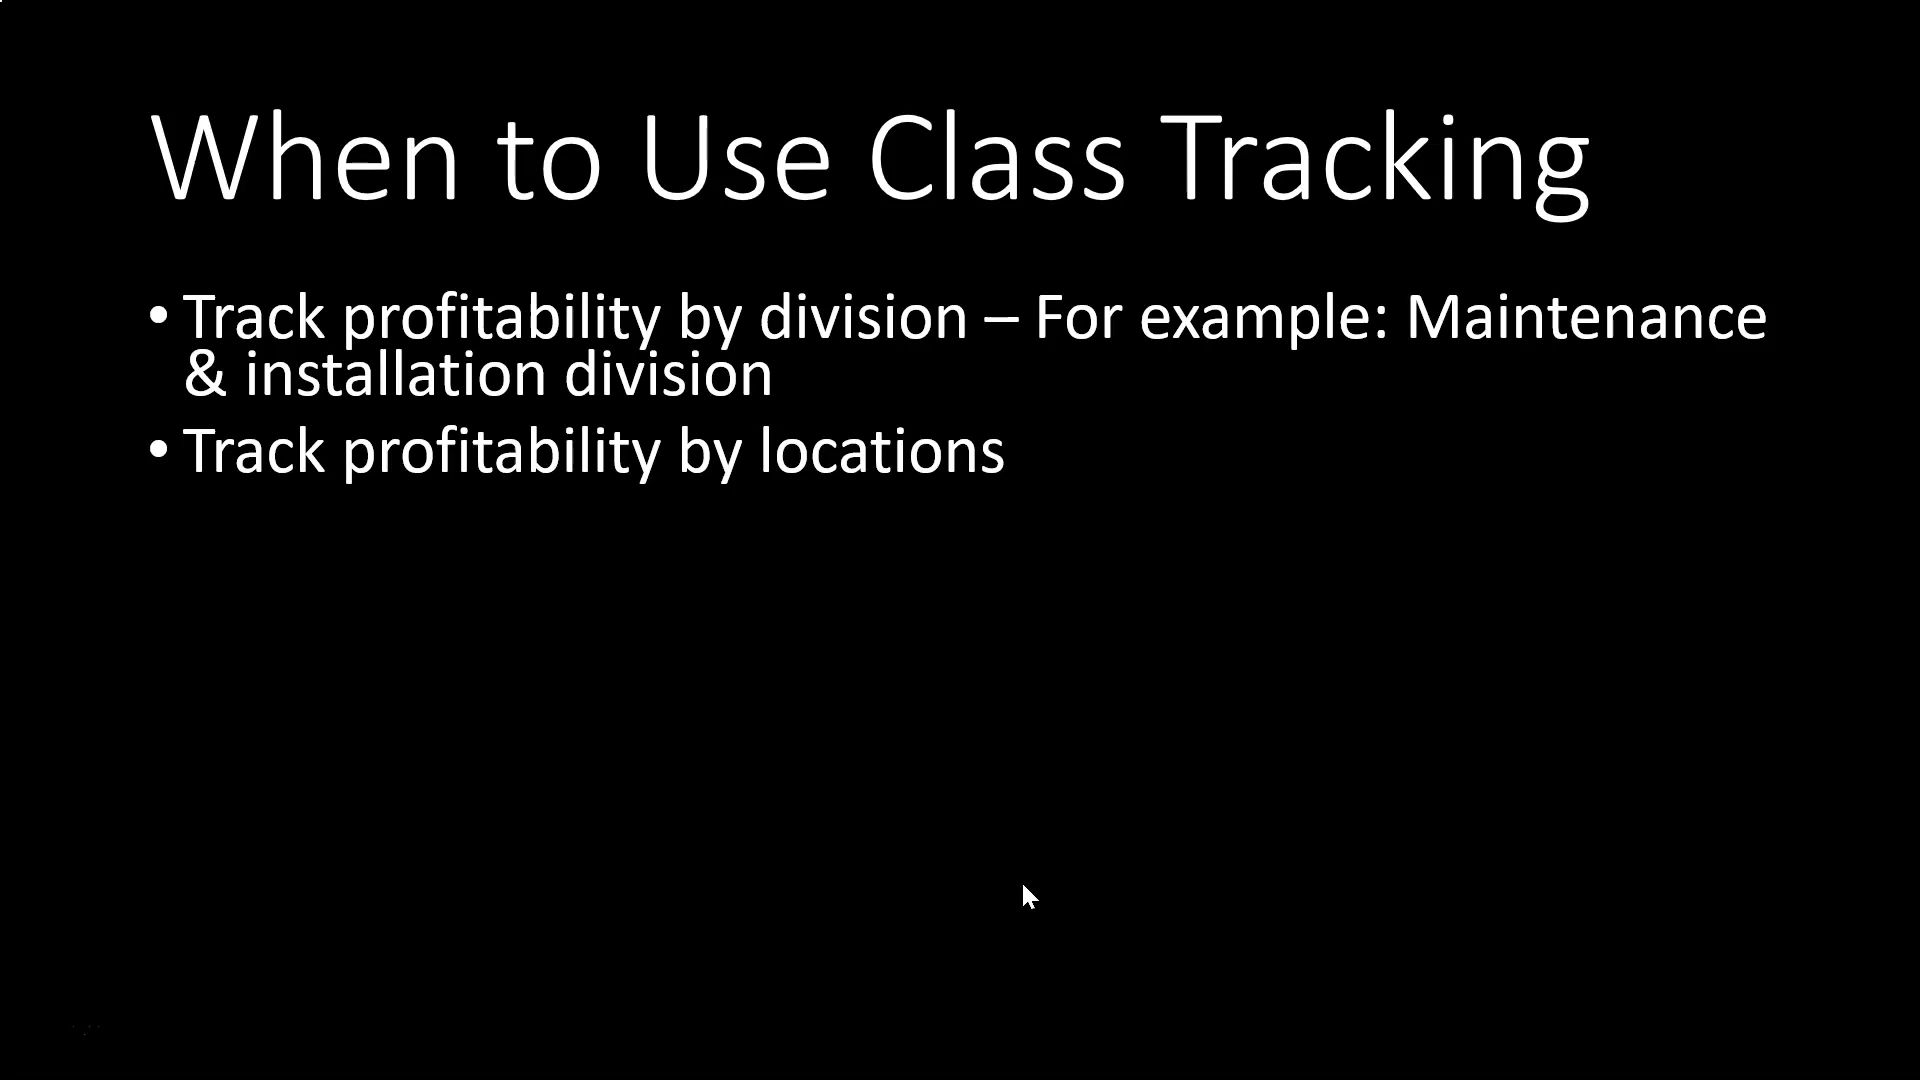 When to Use Class Tracking
• Track profitability by division – For example: Maintenance
& installation division
• Track profitability by locations